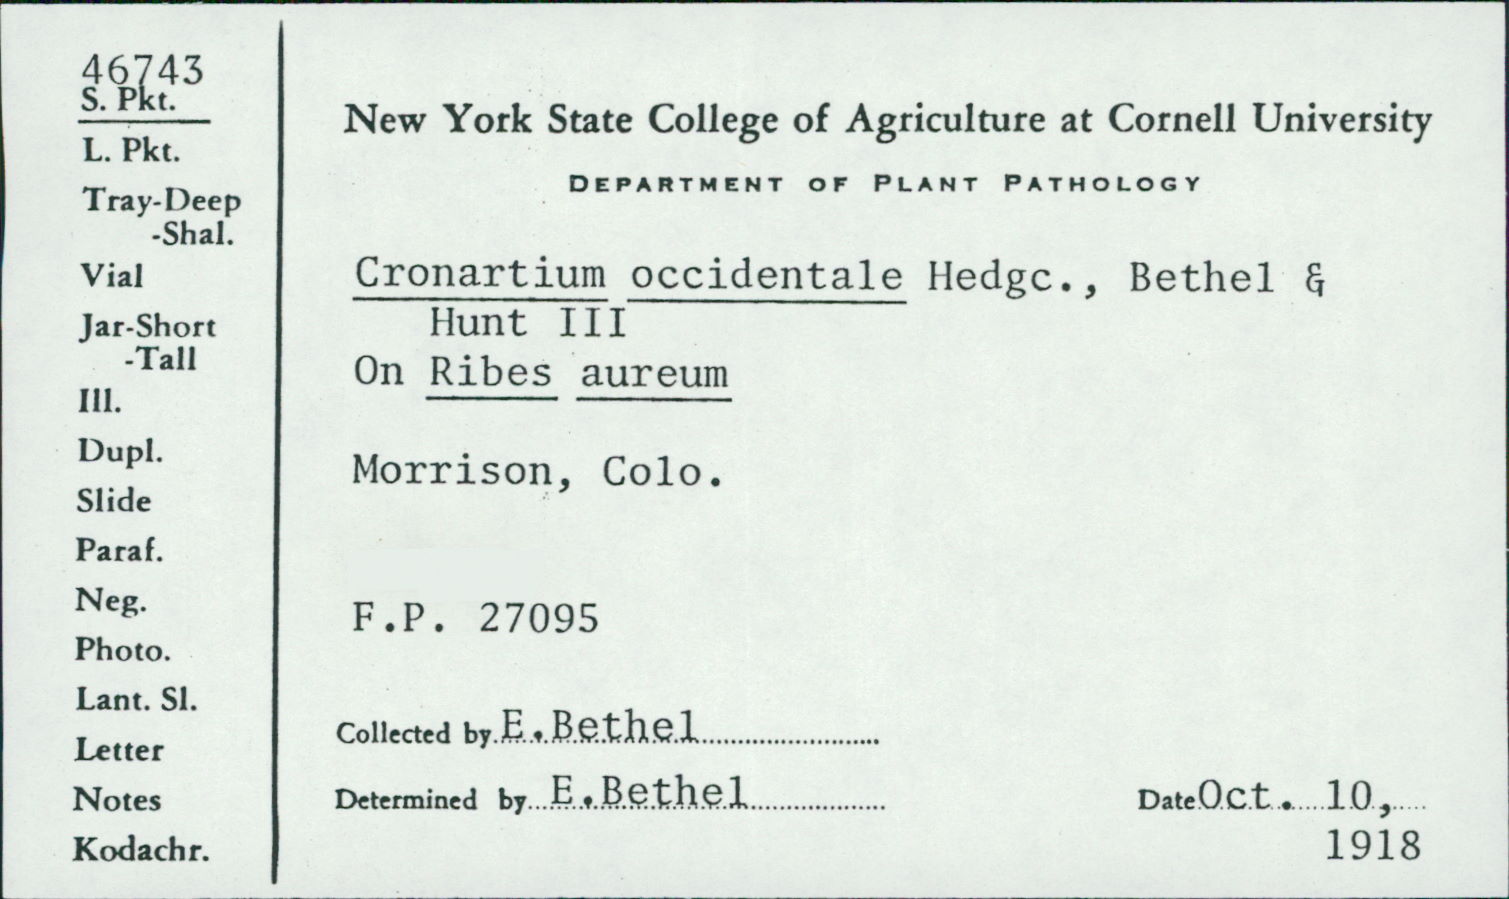 46743
S. Pkt.
L. Pkt.
Tray-Deep
-Shal.
Vial
Jar-Short
-Tall
Ill.
Dupl.
Slide
Paraf.
Neg.
Photo.
Lant. Sl.
Letter
Notes
Kodachr.
New York State College of Agriculture at Cornell University
DEPARTMENT OF PLANT PATHOLOGY
Cronartium occidentale Hedgc., Bethel &
Hunt III
On Ribes aureum
Morrison, Colo.
F.P. 27095
Collected by E.Bethel
Determined by E.Bethel
Date Oct. 10,
1918